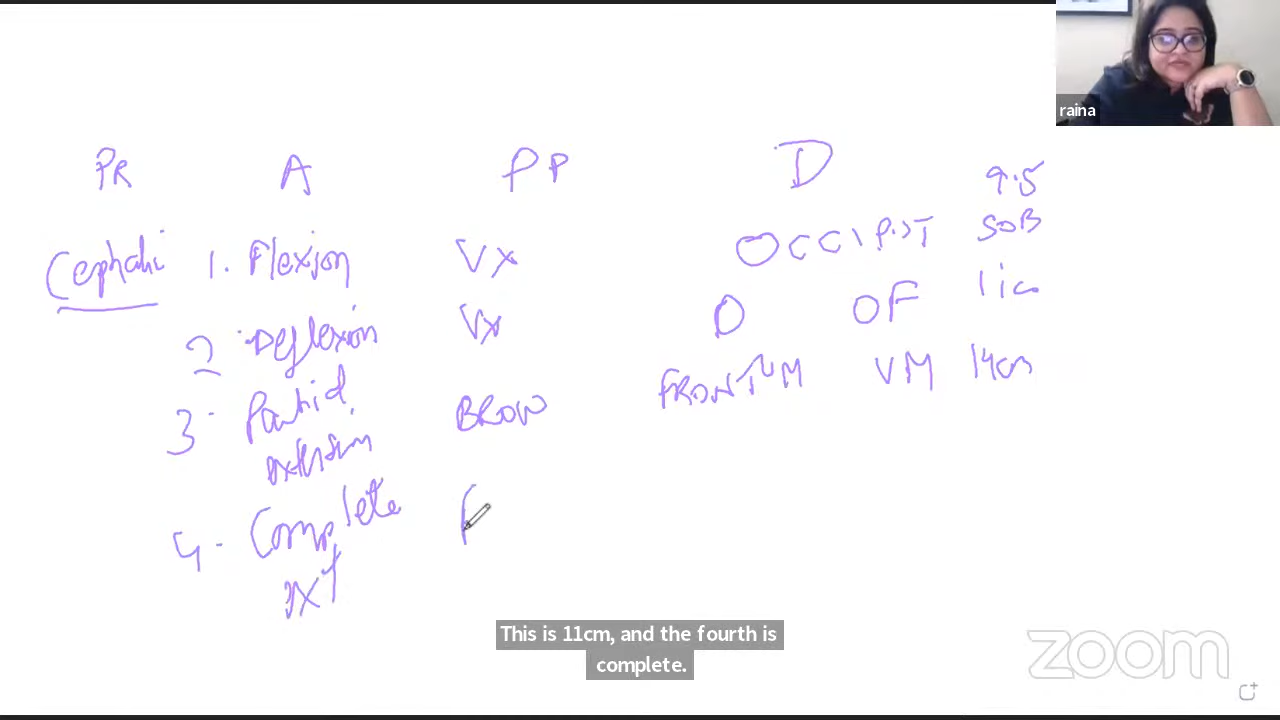 raina
PR A PP D 9.5
Cephali 1. Flexion VX OCCIPUT SOB
2 Deflexion VX O OF 11cm
3- Partial BROW FRONTUM VM 14cm
extension
4- Complete F
ext
This is 11cm, and the fourth is
complete.
zoom